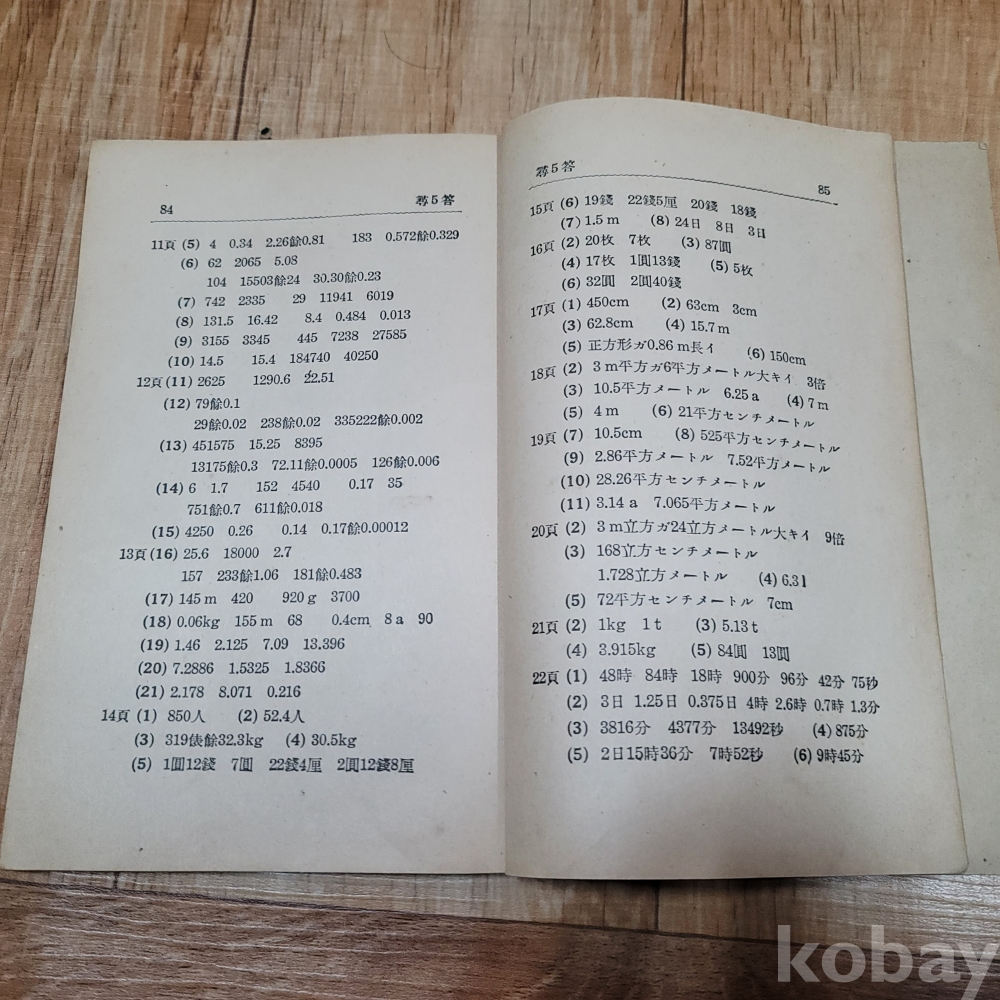 84 尋5答
11頁 (5) 4 0.34 2.26餘0.81 183 0.572餘0.329
(6) 62 2065 5.08
104 15503餘24 30.30餘0.23
(7) 742 2335 29 11941 6019
(8) 131.5 16.42 8.4 0.484 0.013
(9) 3155 3345 445 7238 27585
(10) 14.5 15.4 184740 40250
12頁 (11) 2625 1290.6 22.51
(12) 79餘0.1
29餘0.02 238餘0.02 335222餘0.002
(13) 451575 15.25 8395
13175餘0.3 72.11餘0.0005 126餘0.006
(14) 6 1.7 152 4540 0.17 35
751餘0.7 611餘0.018
(15) 4250 0.26 0.14 0.17餘0.00012
13頁 (16) 25.6 18000 2.7
157 233餘1.06 181餘0.483
(17) 145m 420 920g 3700
(18) 0.06kg 155m 68 0.4cm 8a 90
(19) 1.46 2.125 7.09 13.396
(20) 7.2886 1.5325 1.8366
(21) 2.178 8.071 0.216
14頁 (1) 850人 (2) 52.4人
(3) 319俵餘32.3kg (4) 30.5kg
(5) 1圓12錢 7圓 22錢4厘 2圓12錢8厘
尋5答 85
15頁 (6) 19錢 22錢5厘 20錢 18錢
(7) 1.5m (8) 24日 8日 3日
16頁 (2) 20枚 7枚 (3) 87圓
(4) 17枚 1圓13錢 (5) 5枚
(6) 32圓 2圓40錢
17頁 (1) 450cm (2) 63cm 3cm
(3) 62.8cm (4) 15.7m
(5) 正方形ガ0.86m長イ (6) 150cm
18頁 (2) 3m平方ガ6平方メートル大キイ 3倍
(3) 10.5平方メートル 6.25a (4) 7m
(5) 4m (6) 21平方センチメートル
19頁 (7) 10.5cm (8) 525平方センチメートル
(9) 2.86平方メートル 7.52平方メートル
(10) 28.26平方センチメートル
(11) 3.14a 7.065平方メートル
20頁 (2) 3m立方ガ24立方メートル大キイ 9倍
(3) 168立方センチメートル
1.728立方メートル (4) 6.3l
(5) 72平方センチメートル 7cm
21頁 (2) 1kg 1t (3) 5.13t
(4) 3.915kg (5) 84圓 13圓
22頁 (1) 48時 84時 18時 900分 96分 42分 75秒
(2) 3日 1.25日 0.375日 4時 2.6時 0.7時 1.3分
(3) 3816分 4377分 13492秒 (4) 875分
(5) 2日15時36分 7時52秒 (6) 9時45分
kobay